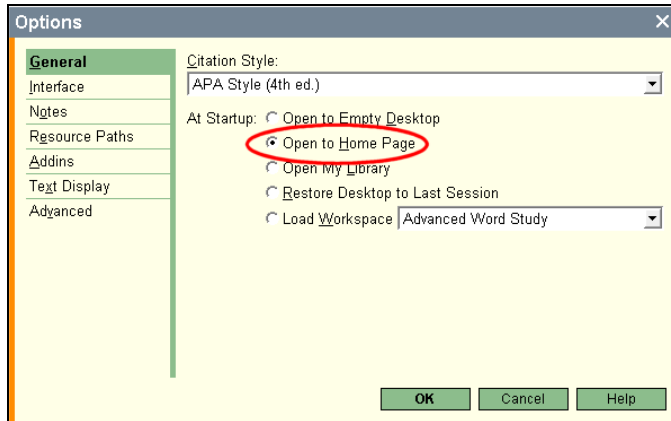 Options
General
Interface
Notes
Resource Paths
Addins
Text Display
Advanced
Citation Style:
APA Style (4th ed.)
At Startup: Open to Empty Desktop
Open to Home Page
Open My Library
Restore Desktop to Last Session
Load Workspace Advanced Word Study
OK Cancel Help